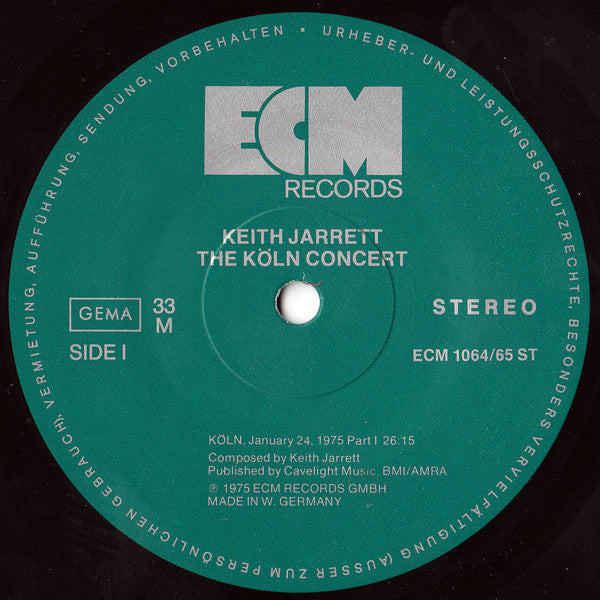 URHEBER- UND LEISTUNGSSCHUTZRECHTE, BESONDERS VERVIELFÄLTIGUNG (AUSSER ZUM PERSÖNLICHEN GEBRAUCH), VERMIETUNG, AUFFÜHRUNG, SENDUNG, VORBEHALTEN •
ECM
RECORDS
KEITH JARRETT
THE KÖLN CONCERT
GEMA
33
M
STEREO
SIDE I
ECM 1064/65 ST
KÖLN, January 24, 1975 Part I 26:15
Composed by Keith Jarrett
Published by Cavelight Music, BMI/AMRA
℗ 1975 ECM RECORDS GMBH
MADE IN W. GERMANY